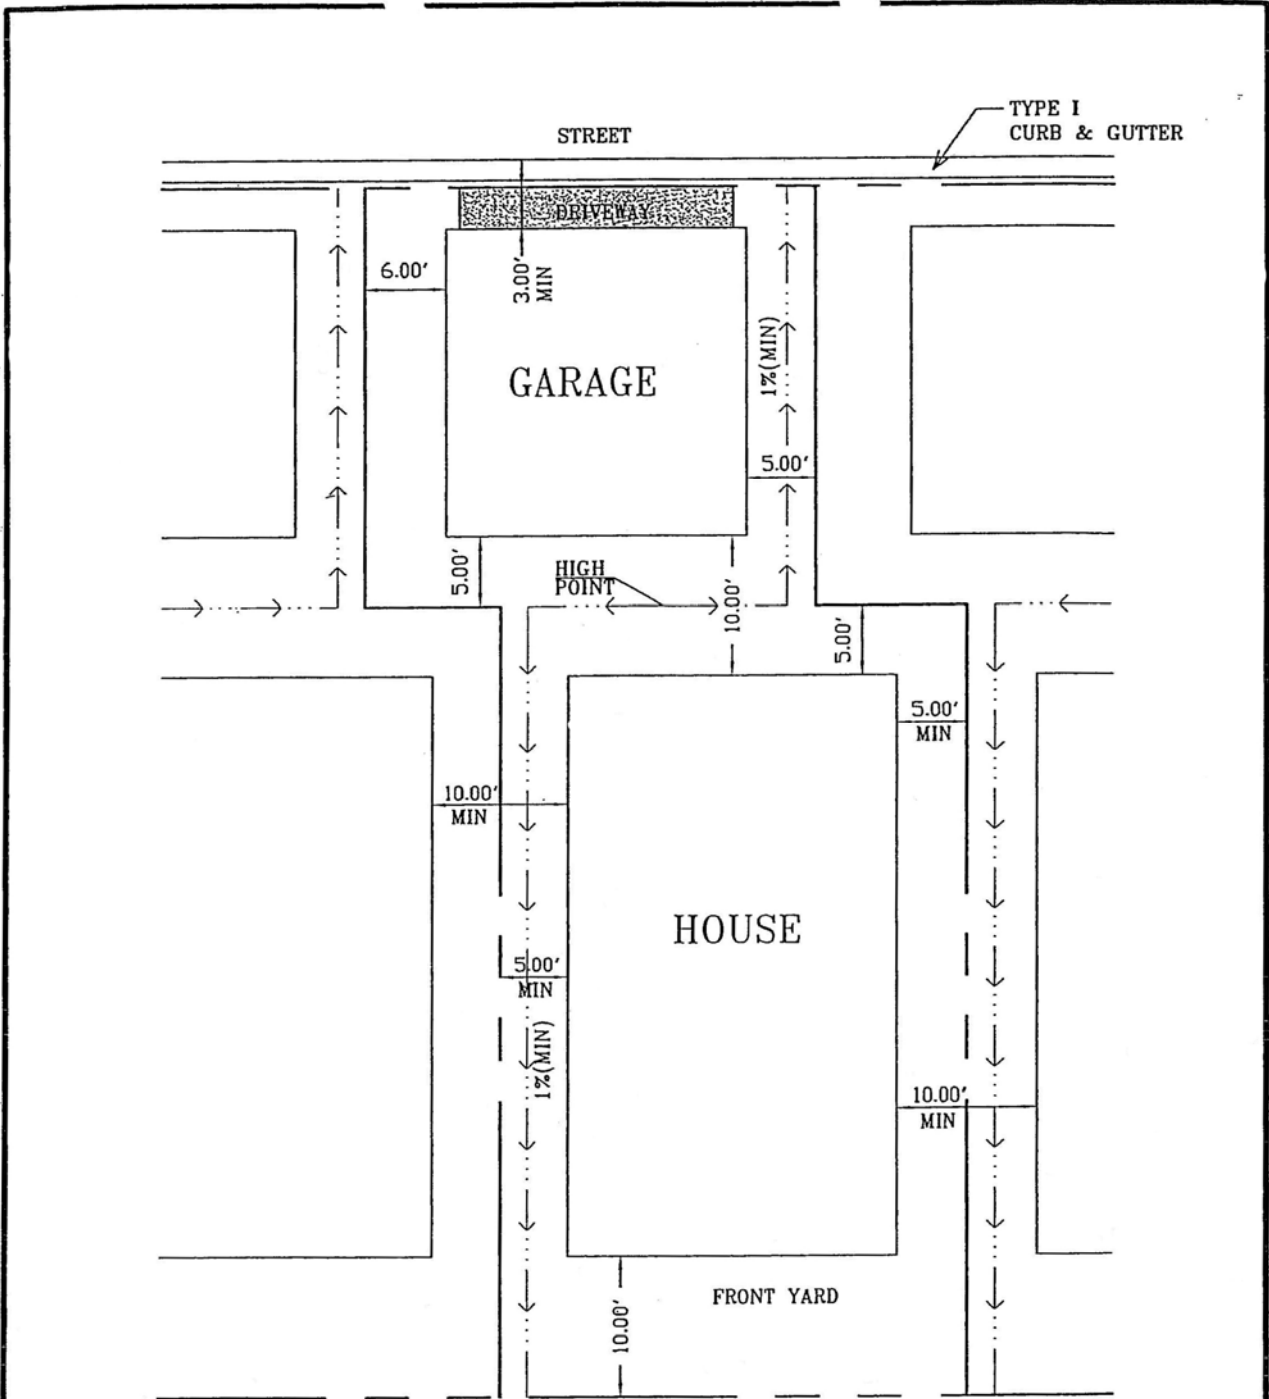 TYPE I
CURB & GUTTER
STREET
DRIVEWAY
6.00'
3.00'
MIN
GARAGE
1%(MIN)
5.00'
5.00'
HIGH
POINT
10.00'
5.00'
5.00'
MIN
10.00'
MIN
HOUSE
5.00'
MIN
1%(MIN)
10.00'
MIN
FRONT YARD
10.00'